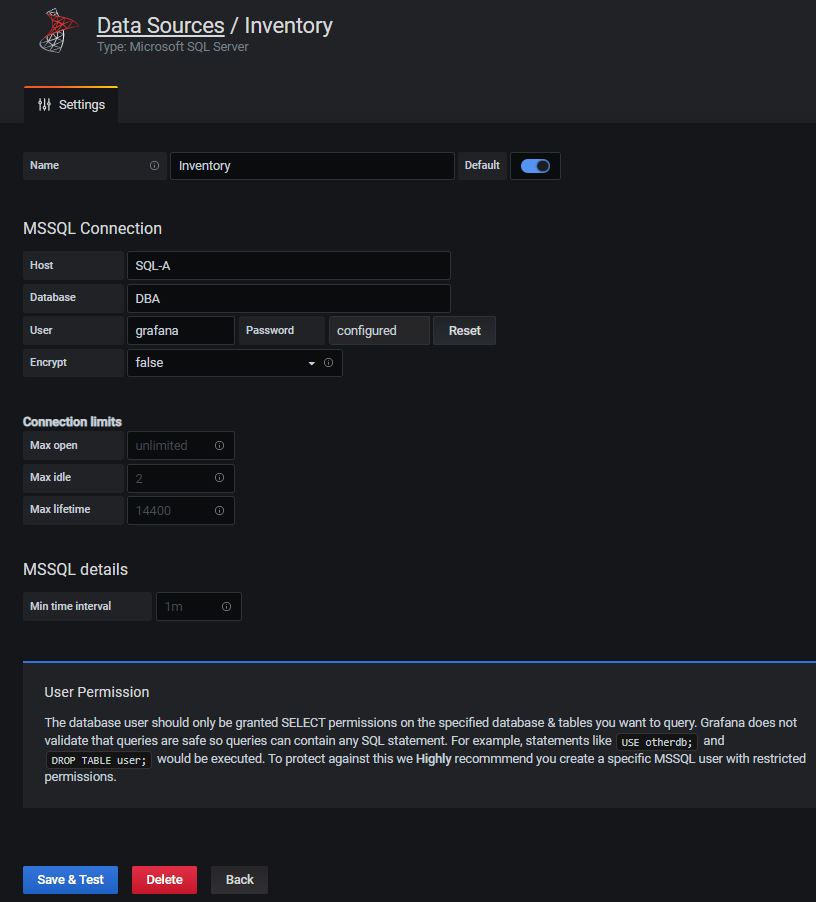 Data Sources / Inventory
Type: Microsoft SQL Server
Settings
Name Inventory Default
MSSQL Connection
Host SQL-A
Database DBA
User grafana Password configured Reset
Encrypt false
Connection limits
Max open unlimited
Max idle 2
Max lifetime 14400
MSSQL details
Min time interval 1m
User Permission
The database user should only be granted SELECT permissions on the specified database & tables you want to query. Grafana does not
validate that queries are safe so queries can contain any SQL statement. For example, statements like USE otherdb; and
DROP TABLE user; would be executed. To protect against this we Highly recommmend you create a specific MSSQL user with restricted
permissions.
Save & Test Delete Back